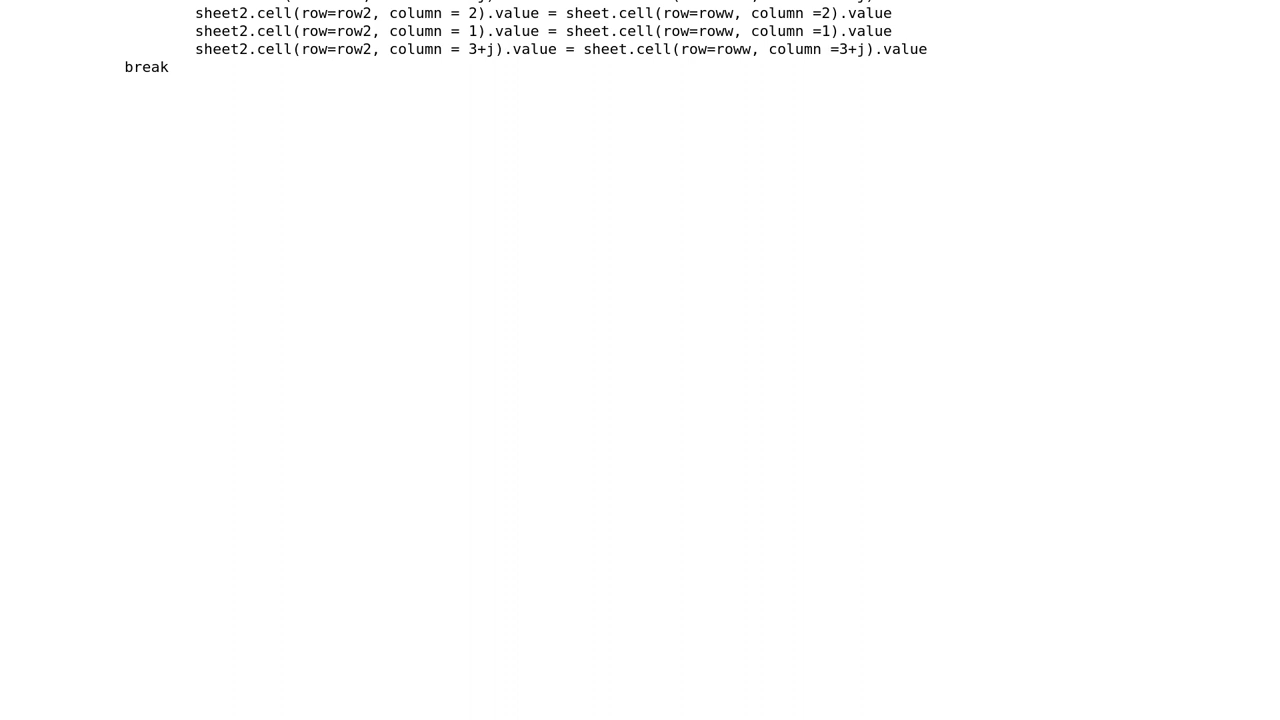 sheet2.cell(row=row2, column = 2).value = sheet.cell(row=roww, column =2).value
sheet2.cell(row=row2, column = 1).value = sheet.cell(row=roww, column =1).value
sheet2.cell(row=row2, column = 3+j).value = sheet.cell(row=roww, column =3+j).value
break